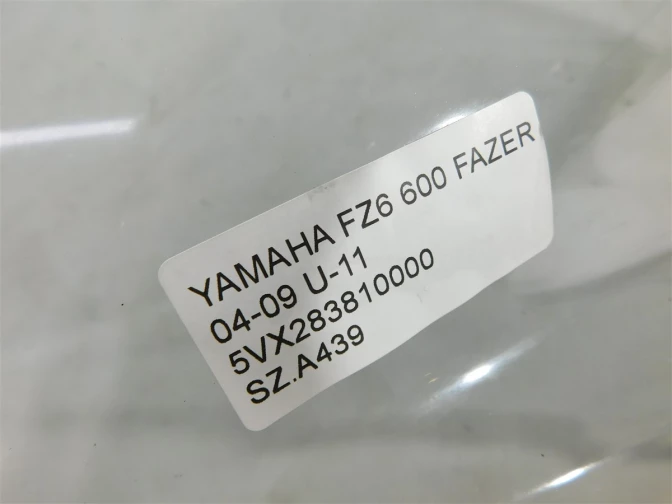 YAMAHA FZ6 600 FAZER
04-09 U-11
5VX283810000
SZ.A439